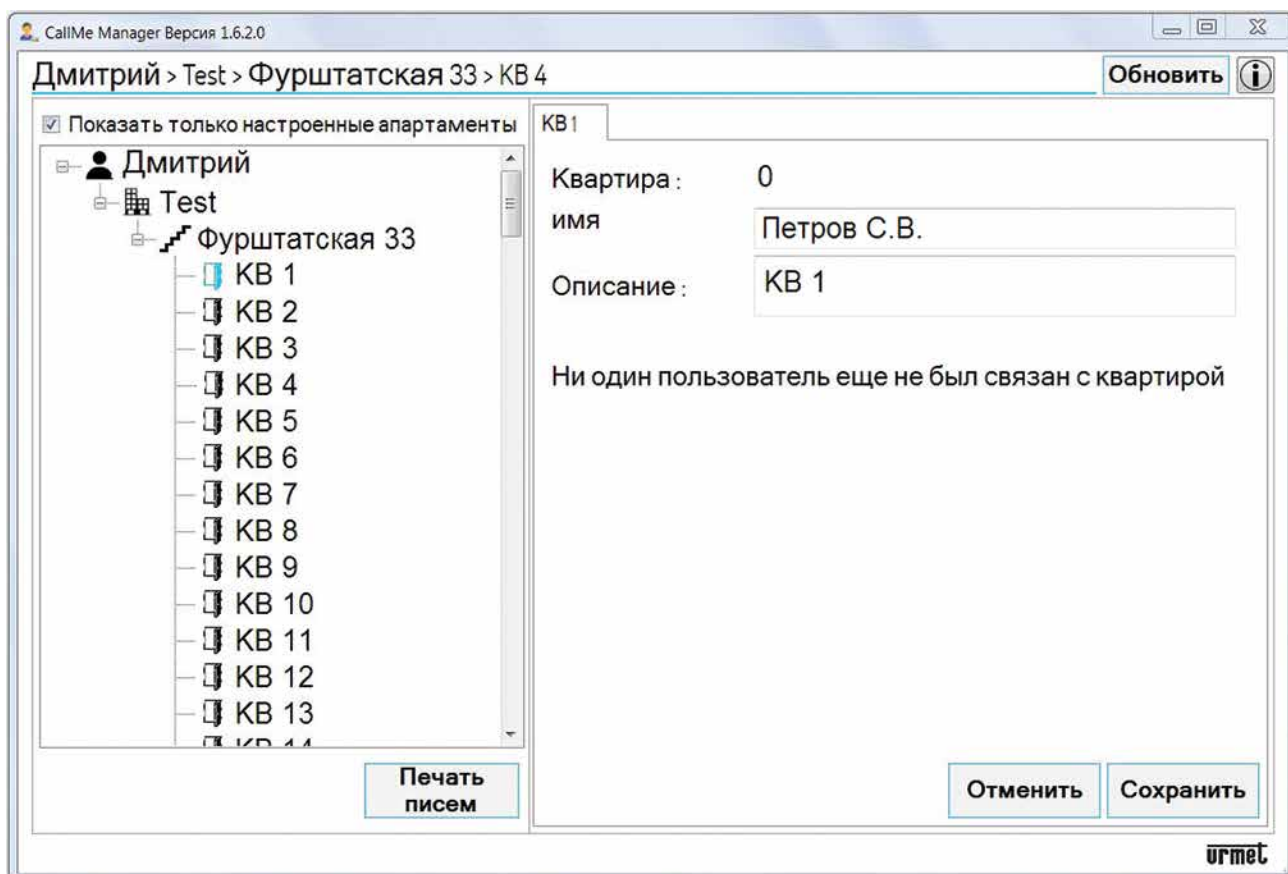 CallMe Manager Версия 1.6.2.0
Дмитрий > Test > Фурштатская 33 > КВ 4
Обновить
Показать только настроенные апартаменты
Дмитрий
Test
Фурштатская 33
КВ 1
КВ 2
КВ 3
КВ 4
КВ 5
КВ 6
КВ 7
КВ 8
КВ 9
КВ 10
КВ 11
КВ 12
КВ 13
Печать
писем
КВ1
Квартира : 0
имя Петров С.В.
Описание : КВ 1
Ни один пользователь еще не был связан с квартирой
Отменить Сохранить
urmet